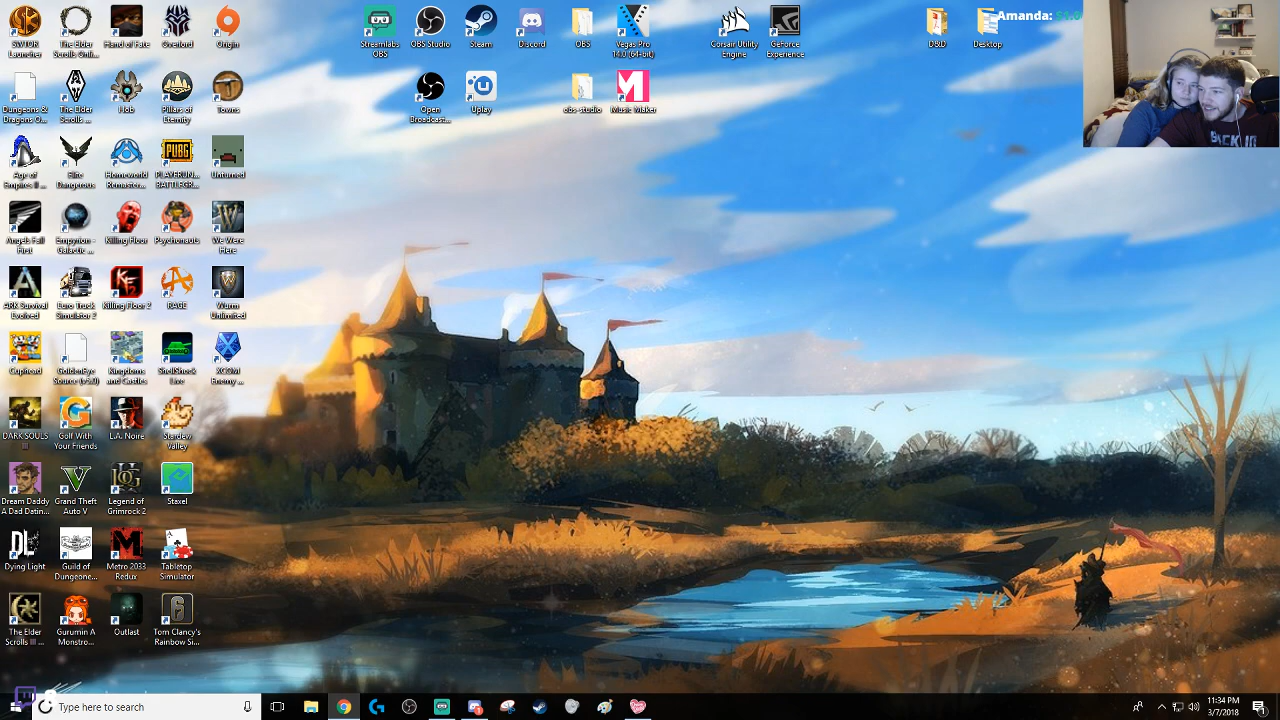 SWTOR
Launcher
The Elder
Scrolls Onli...
Hand of Fate
Overlord
Origin
Streamlabs
OBS
OBS Studio
Steam
Discord
OBS
Vegas Pro
14.0 (64-bit)
Corsair Utility
Engine
GeForce
Experience
D&D
Desktop
Amanda:
Dungeons &
Dragons O...
The Elder
Scrolls ...
Hob
Pillars of
Eternity
Towns
Open
Broadcast...
Uplay
obs-studio
Music Maker
Age of
Empires II ...
Elite
Dangerous
Homeworld
Remaster...
PUBG
PLAYERUN...
BATTLEGR...
Unturned
Angels Fall
First
Empyrion -
Galactic ...
Killing Floor
Psychonauts
We Were
Here
ARK Survival
Evolved
Euro Truck
Simulator 2
Killing Floor 2
RAGE
Wurm
Unlimited
Cuphead
GoldenEye
Source (v5.0)
Kingdoms
and Castles
ShellShock
Live
XCOM
Enemy ...
DARK SOULS
Golf With
Your Friends
L.A. Noire
Stardew
Valley
Dream Daddy
A Dad Datin...
Grand Theft
Auto V
Legend of
Grimrock 2
Staxel
Dying Light
Guild of
Dungeone...
Metro 2033
Redux
Tabletop
Simulator
The Elder
Scrolls III ...
Gurumin A
Monstro...
Outlast
Tom Clancy's
Rainbow Si...
Type here to search
11:34 PM
3/7/2018